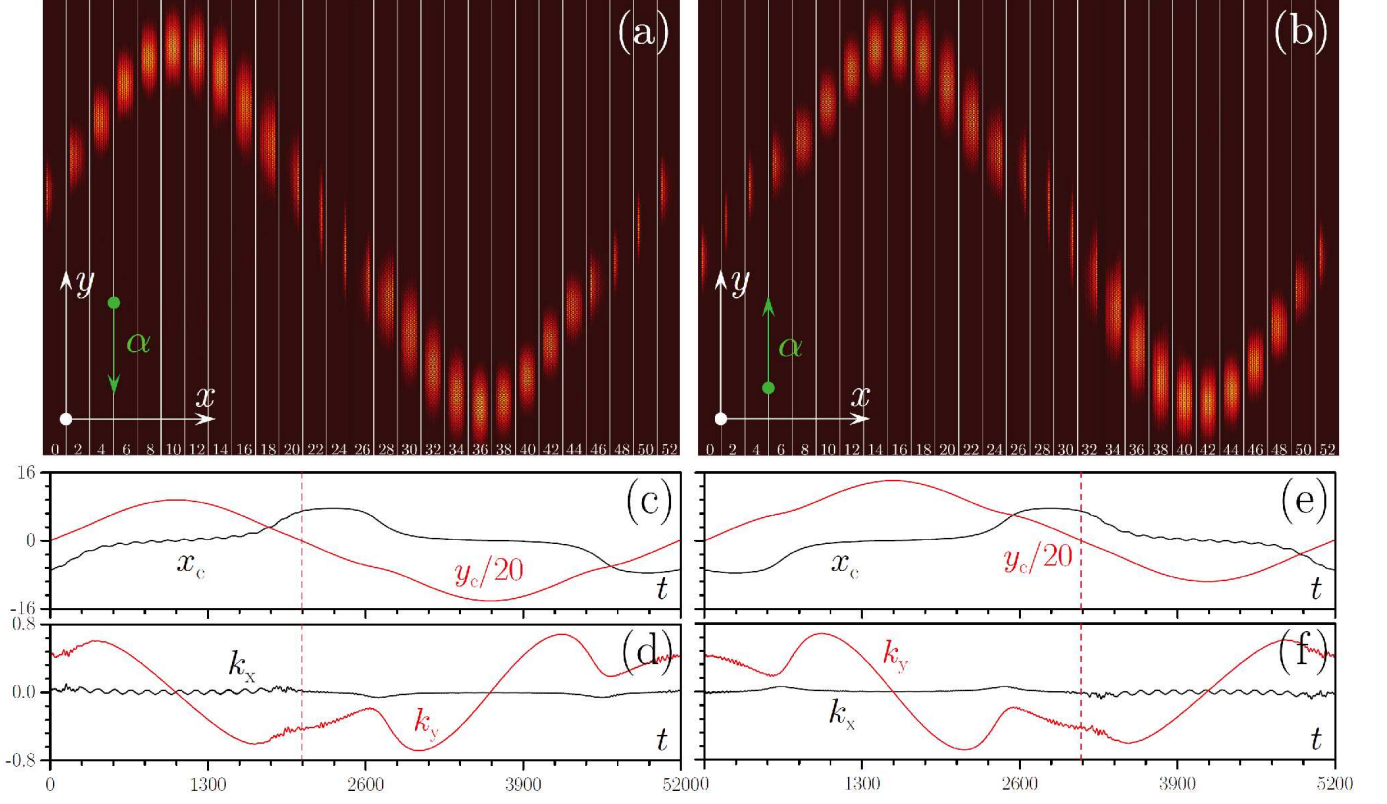 (a) (b)
y y
α α
x x
0 2 4 6 8 10 12 14 16 18 20 22 24 26 28 30 32 34 36 38 40 42 44 46 48 50 52 0 2 4 6 8 10 12 14 16 18 20 22 24 26 28 30 32 34 36 38 40 42 44 46 48 50 52
16 (c) (e)
0 x_c y_c/20 x_c y_c/20
-16 t t
0.8 (d) (f)
k_x k_y
0.0
k_y k_x
-0.8 t t
0 1300 2600 3900 5200 1300 2600 3900 5200